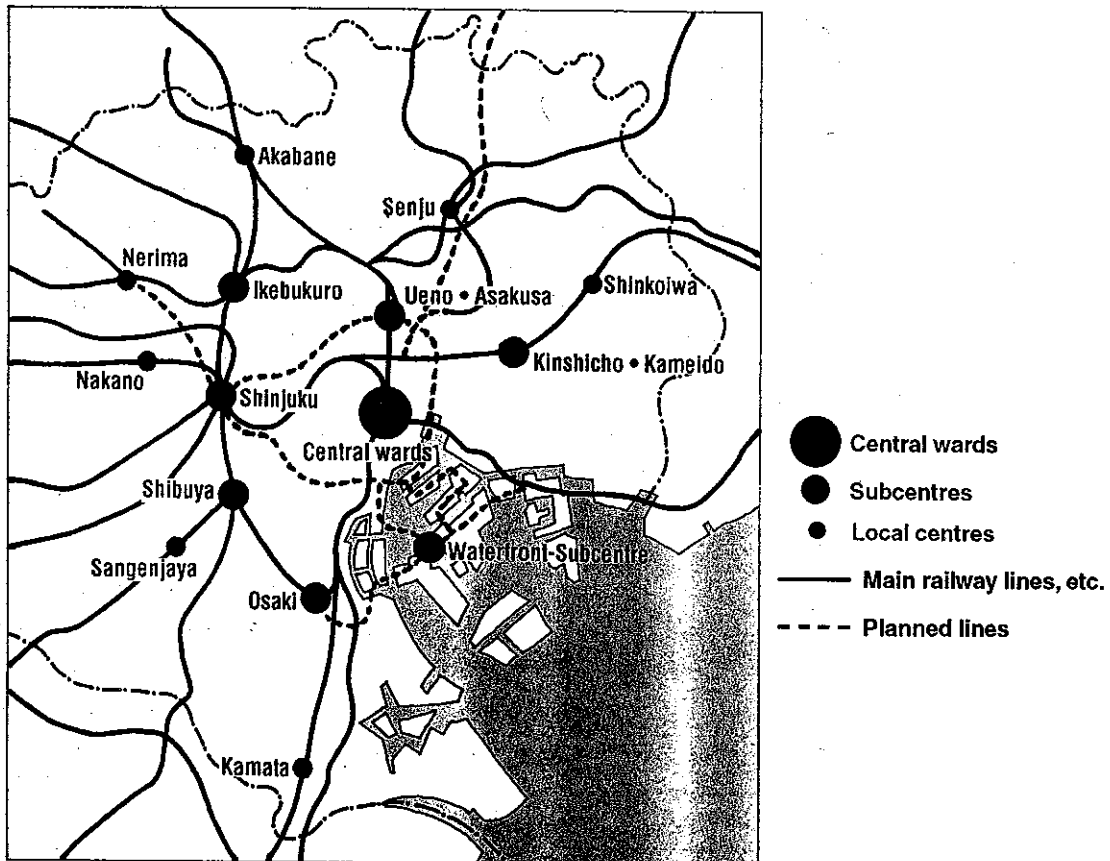 Akabane
Senju
Nerima
Ikebukuro
Ueno • Asakusa
Shinkoiwa
Nakano
Kinshicho • Kameido
Shinjuku
Central wards
Shibuya
Waterfront-Subcentre
Sangenjaya
Osaki
Kamata
Central wards
Subcentres
Local centres
Main railway lines, etc.
Planned lines